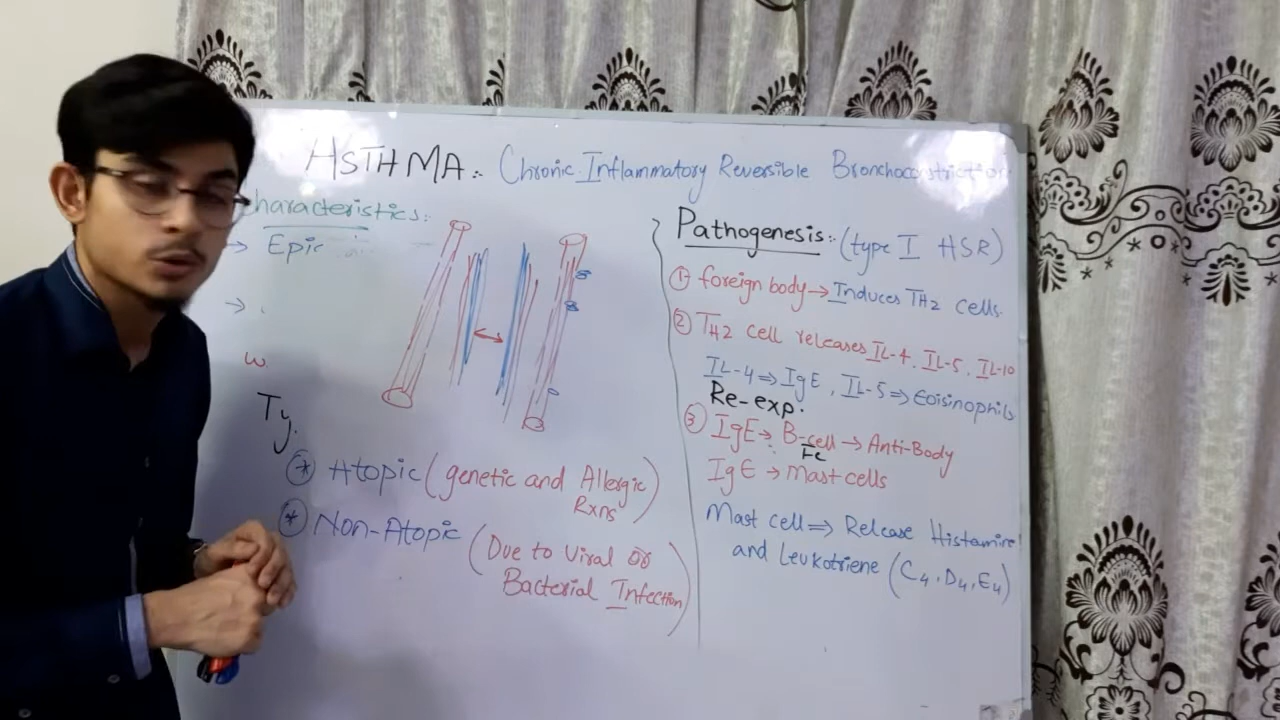 ASTHMA:- Chronic Inflammatory Reversible Bronchoconstriction
Characteristics:-
→ Epi
→
Ty
* Atopic (genetic and Allergic
Rxns)
* Non-Atopic (Due to Viral or
Bacterial Infection)
Pathogenesis:- (type I HSR)
① foreign body → Induces TH2 cells.
② TH2 cell releases IL-4, IL-5, IL-10
IL-4 ⇒ IgE, IL-5 ⇒ Eoisinophils
Re-exp.
③ IgE → B-cell → Anti-Body
Fc
IgE → Mast cells
Mast cell ⇒ Release Histamine
and Leukotriene (C4, D4, E4)